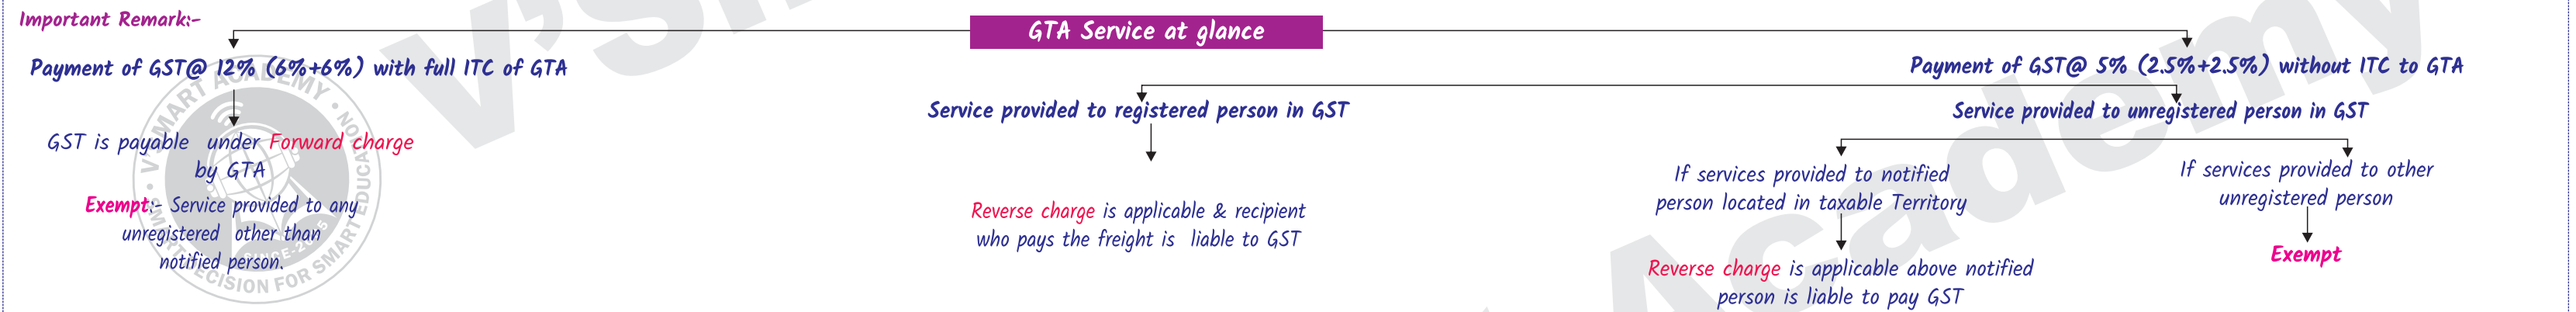 Important Remark:-
GTA Service at glance
Payment of GST@ 12% (6%+6%) with full ITC of GTA
GST is payable under Forward charge
by GTA
Exempt:- Service provided to any
unregistered other than
notified person.
Payment of GST@ 5% (2.5%+2.5%) without ITC to GTA
Service provided to registered person in GST
Reverse charge is applicable & recipient
who pays the freight is liable to GST
Service provided to unregistered person in GST
If services provided to notified
person located in taxable Territory
Reverse charge is applicable above notified
person is liable to pay GST
If services provided to other
unregistered person
Exempt
V'SMART ACADEMY
Academy